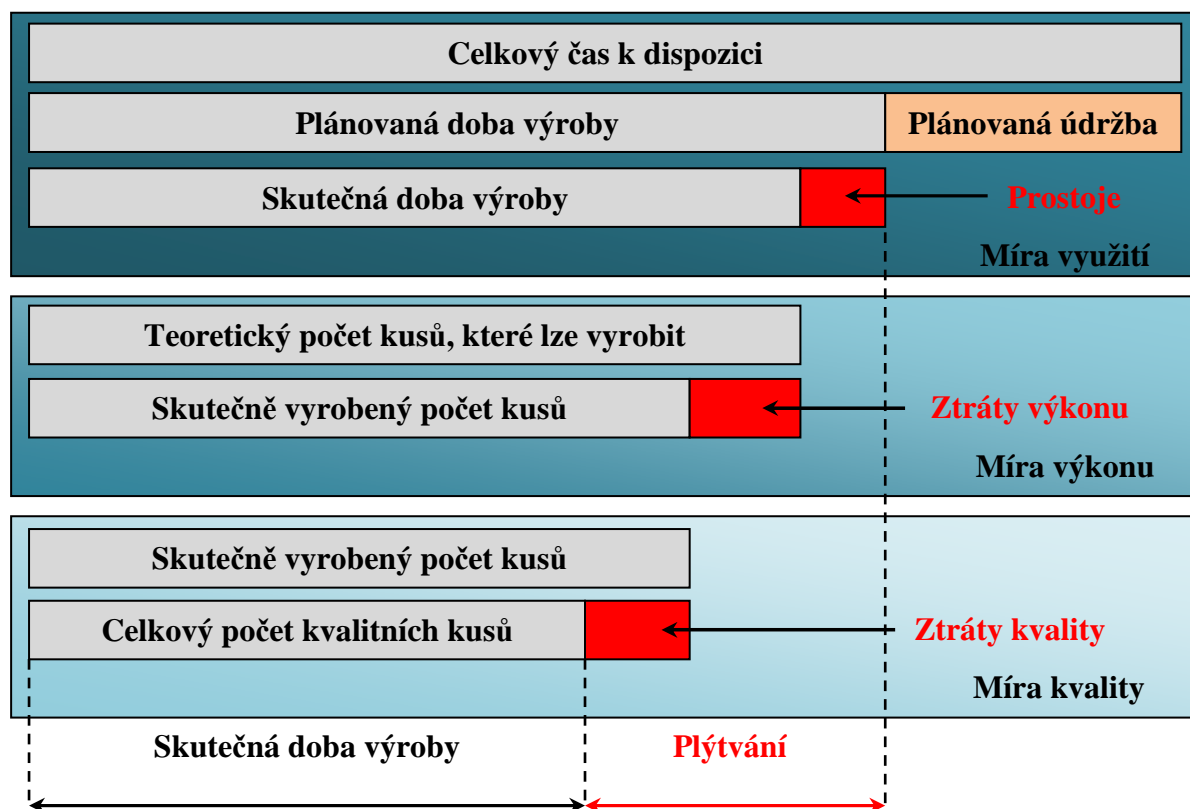 Celkový čas k dispozici
Plánovaná doba výroby
Plánovaná údržba
Skutečná doba výroby
Prostoje
Míra využití
Teoretický počet kusů, které lze vyrobit
Skutečně vyrobený počet kusů
Ztráty výkonu
Míra výkonu
Skutečně vyrobený počet kusů
Celkový počet kvalitních kusů
Ztráty kvality
Míra kvality
Skutečná doba výroby
Plýtvání